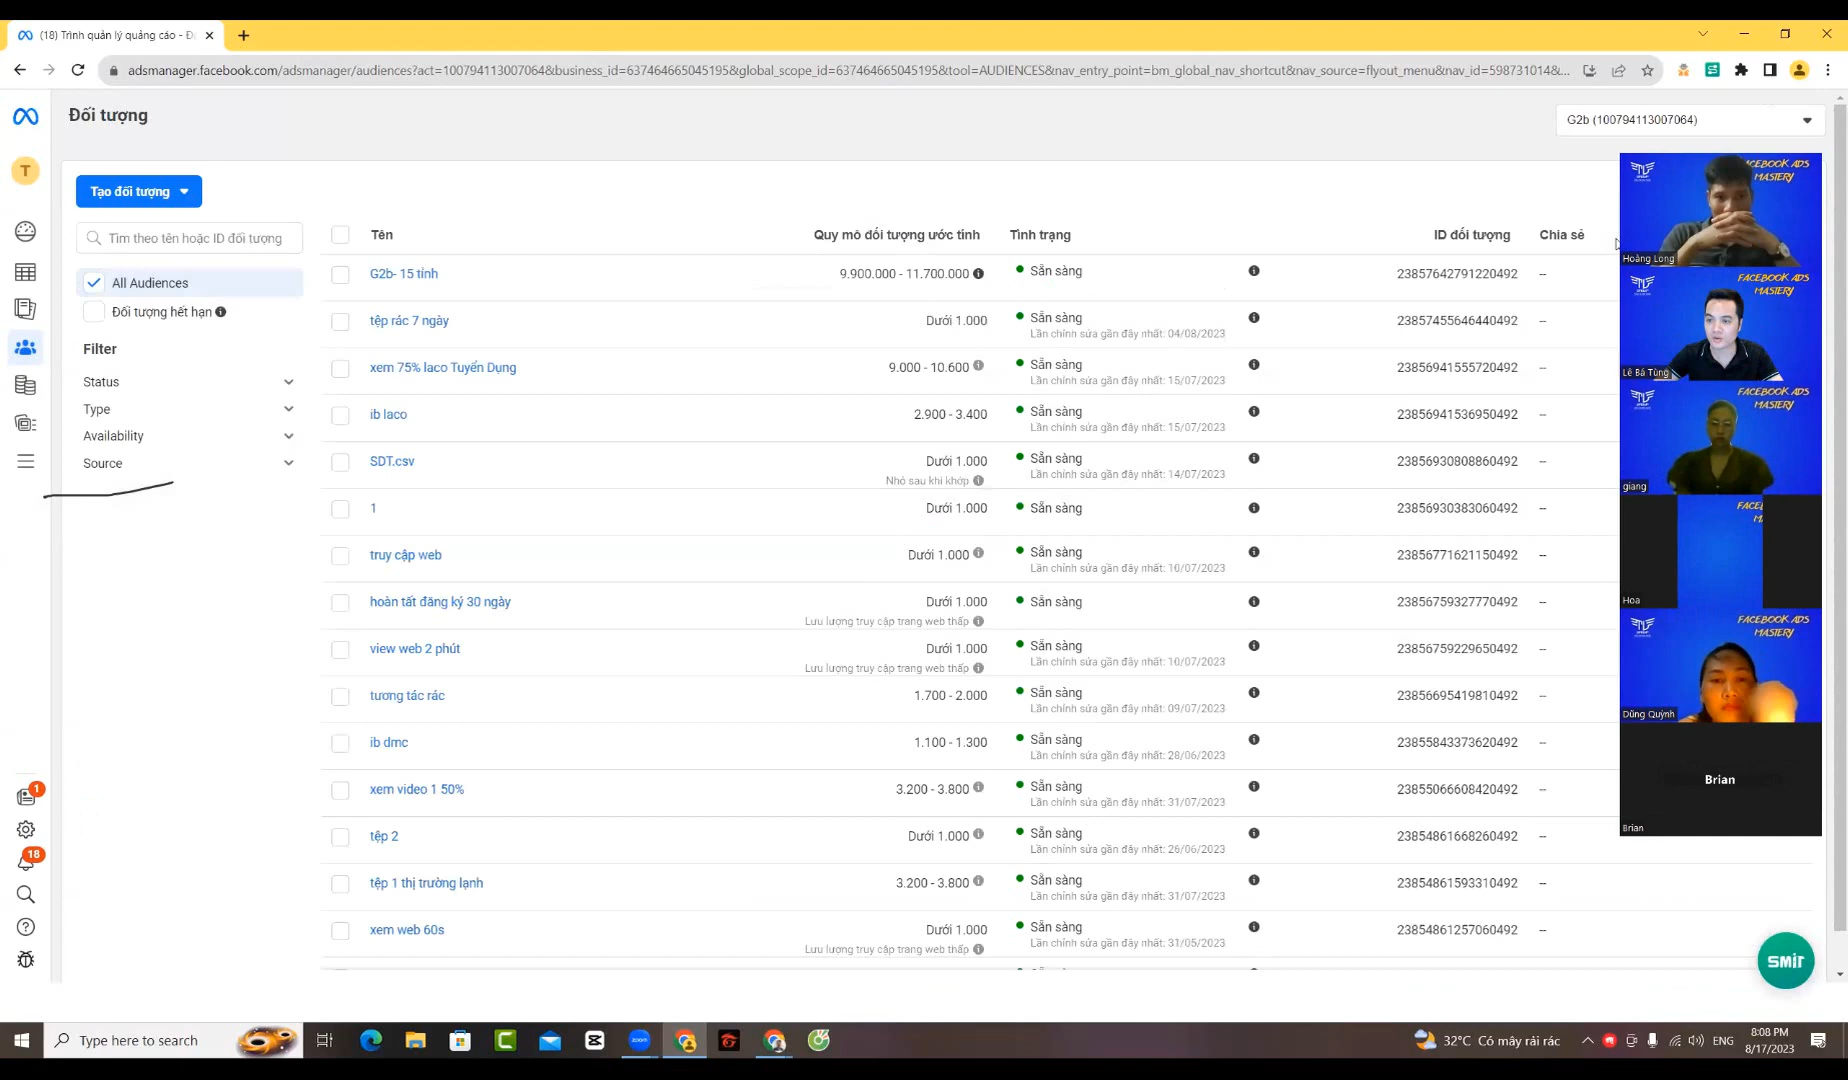 (18) Trình quản lý quảng cáo - Đ
adsmanager.facebook.com/adsmanager/audiences?act=100794113007064&business_id=637464665045195&global_scope_id=637464665045195&tool=AUDIENCES&nav_entry_point=bm_global_nav_shortcut&nav_source=flyout_menu&nav_id=598731014&...
Đối tượng
G2b (100794113007064)
T
Tạo đối tượng
Tìm theo tên hoặc ID đối tượng
All Audiences
Đối tượng hết hạn
Filter
Status
Type
Availability
Source
Tên Quy mô đối tượng ước tính Tình trạng ID đối tượng Chia sẻ
G2b- 15 tỉnh 9.900.000 - 11.700.000 Sẵn sàng 23857642791220492 --
tệp rác 7 ngày Dưới 1.000 Sẵn sàng 23857455646440492 --
Lần chỉnh sửa gần đây nhất: 04/08/2023
xem 75% laco Tuyển Dụng 9.000 - 10.600 Sẵn sàng 23856941555720492 --
Lần chỉnh sửa gần đây nhất: 15/07/2023
ib laco 2.900 - 3.400 Sẵn sàng 23856941536950492 --
Lần chỉnh sửa gần đây nhất: 15/07/2023
SDT.csv Dưới 1.000 Sẵn sàng 23856930808860492 --
Nhỏ sau khi khớp Lần chỉnh sửa gần đây nhất: 14/07/2023
1 Dưới 1.000 Sẵn sàng 23856930383060492 --
truy cập web Dưới 1.000 Sẵn sàng 23856771621150492 --
Lần chỉnh sửa gần đây nhất: 10/07/2023
hoàn tất đăng ký 30 ngày Dưới 1.000 Sẵn sàng 23856759327770492 --
Lưu lượng truy cập trang web thấp
view web 2 phút Dưới 1.000 Sẵn sàng 23856759229650492 --
Lưu lượng truy cập trang web thấp Lần chỉnh sửa gần đây nhất: 10/07/2023
tương tác rác 1.700 - 2.000 Sẵn sàng 23856695419810492 --
Lần chỉnh sửa gần đây nhất: 09/07/2023
ib dmc 1.100 - 1.300 Sẵn sàng 23855843373620492 --
Lần chỉnh sửa gần đây nhất: 28/06/2023
xem video 1 50% 3.200 - 3.800 Sẵn sàng 23855066608420492 --
Lần chỉnh sửa gần đây nhất: 31/07/2023
tệp 2 Dưới 1.000 Sẵn sàng 23854861668260492 --
Lần chỉnh sửa gần đây nhất: 26/06/2023
tệp 1 thị trường lạnh 3.200 - 3.800 Sẵn sàng 23854861593310492 --
Lần chỉnh sửa gần đây nhất: 31/07/2023
xem web 60s Dưới 1.000 Sẵn sàng 23854861257060492 --
Lưu lượng truy cập trang web thấp Lần chỉnh sửa gần đây nhất: 31/05/2023
1
18
FACEBOOK ADS
MASTERY
Hoàng Long
FACEBOOK ADS
MASTERY
Lê Bá Tùng
FACEBOOK ADS
MASTERY
giang
Hoa
FACEBOOK ADS
MASTERY
Dũng Quỳnh
Brian
Brian
smit
Type here to search
zoom
32°C Có mây rải rác
ENG
8:08 PM
8/17/2023